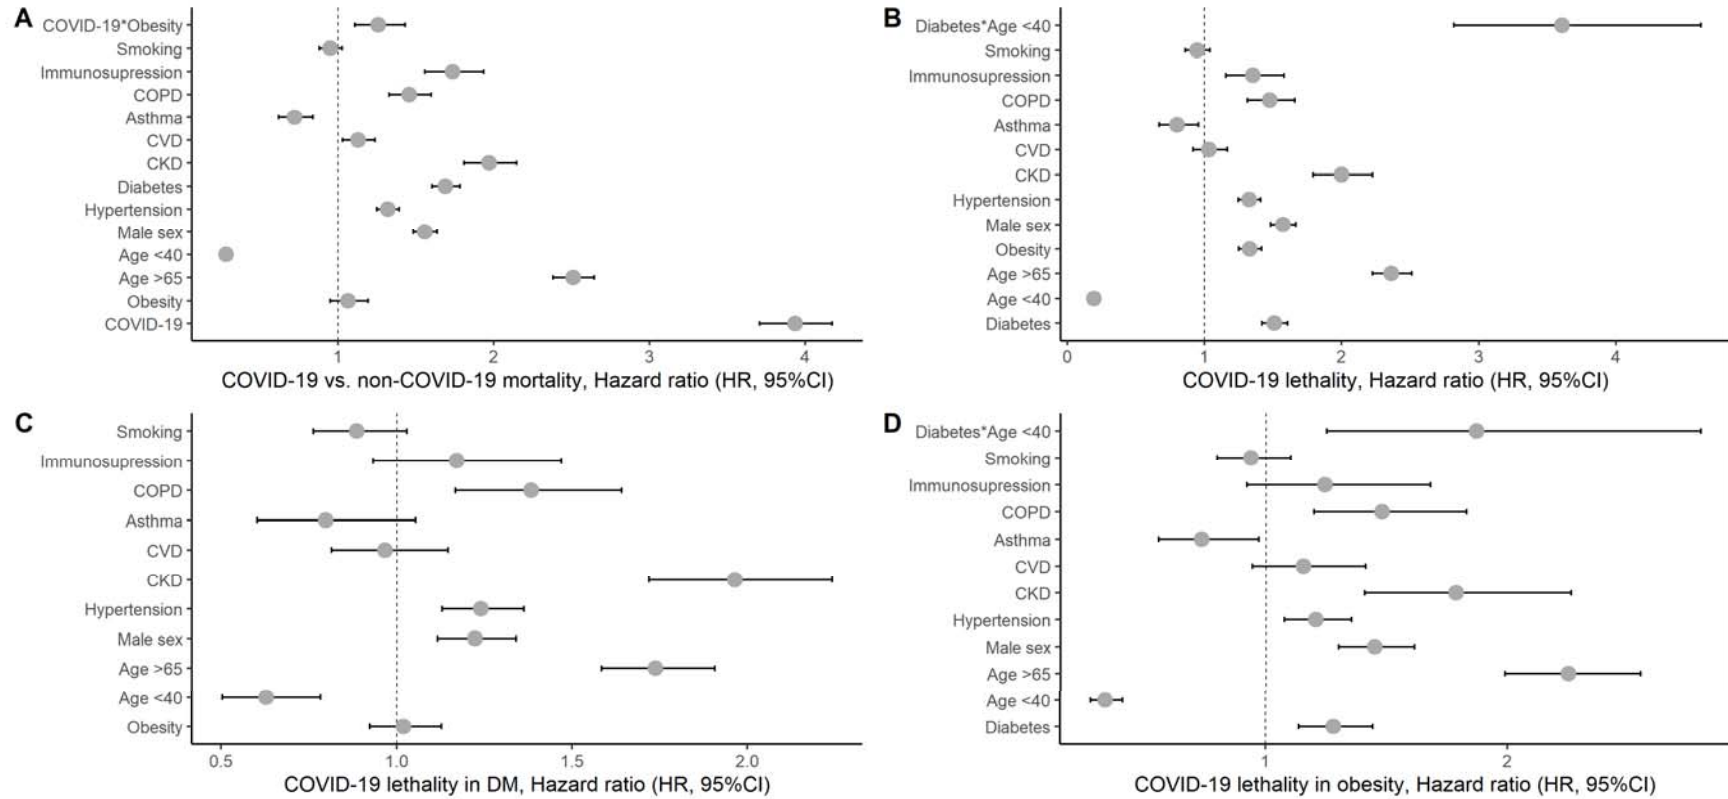 A
COVID-19*Obesity
Smoking
Immunosupression
COPD
Asthma
CVD
CKD
Diabetes
Hypertension
Male sex
Age <40
Age >65
Obesity
COVID-19
1 2 3 4
COVID-19 vs. non-COVID-19 mortality, Hazard ratio (HR, 95%CI)
B
Diabetes*Age <40
Smoking
Immunosupression
COPD
Asthma
CVD
CKD
Hypertension
Male sex
Obesity
Age >65
Age <40
Diabetes
0 1 2 3 4
COVID-19 lethality, Hazard ratio (HR, 95%CI)
C
Smoking
Immunosupression
COPD
Asthma
CVD
CKD
Hypertension
Male sex
Age >65
Age <40
Obesity
0.5 1.0 1.5 2.0
COVID-19 lethality in DM, Hazard ratio (HR, 95%CI)
D
Diabetes*Age <40
Smoking
Immunosupression
COPD
Asthma
CVD
CKD
Hypertension
Male sex
Age >65
Age <40
Diabetes
1 2
COVID-19 lethality in obesity, Hazard ratio (HR, 95%CI)